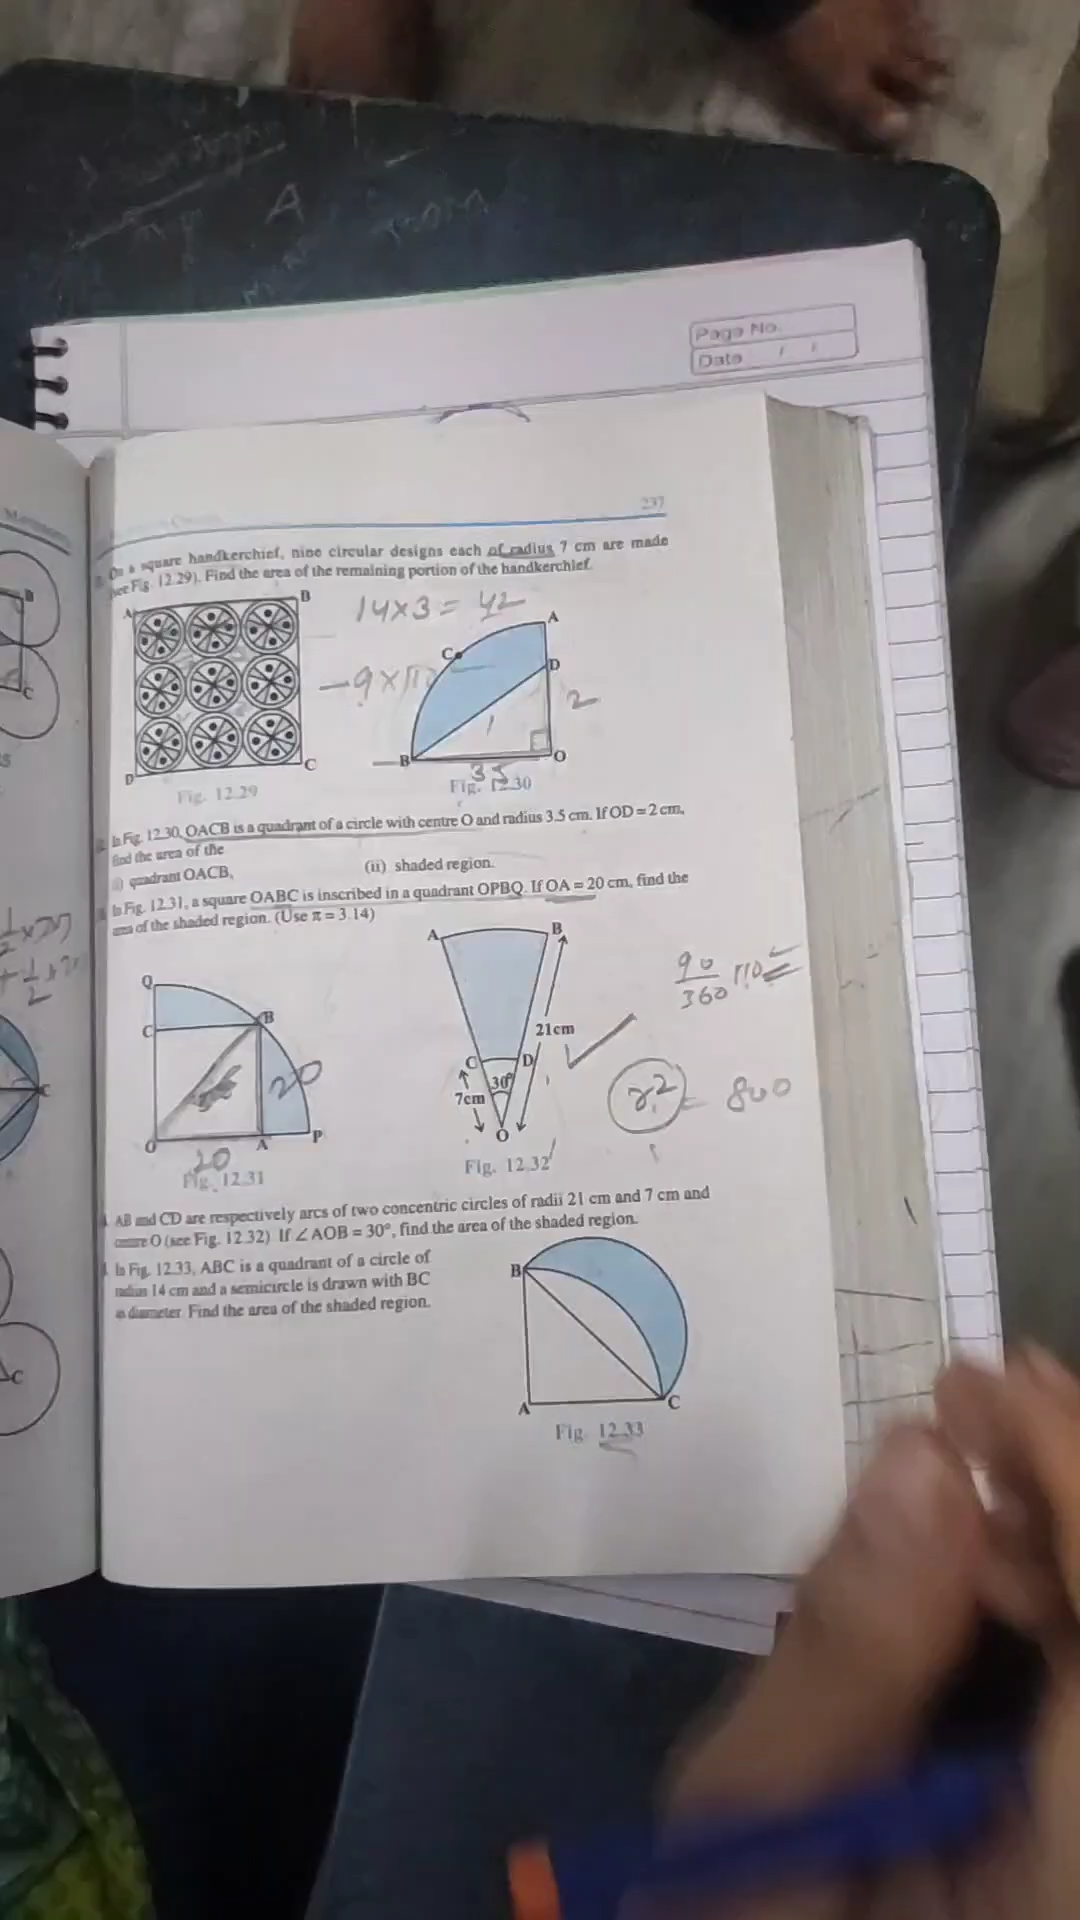 Page No.
Date / /
237
On a square handkerchief, nine circular designs each of radius 7 cm are made
(see Fig. 12.29). Find the area of the remaining portion of the handkerchief.
A
B
D
C
Fig. 12.29
14 x 3 = 42
- 9 x
A
C
D
2
B
O
3.5
Fig. 12.30
In Fig. 12.30, OACB is a quadrant of a circle with centre O and radius 3.5 cm. If OD = 2 cm,
find the area of the
(i) quadrant OACB,
(ii) shaded region.
In Fig. 12.31, a square OABC is inscribed in a quadrant OPBQ. If OA = 20 cm, find the
area of the shaded region. (Use π = 3.14)
Q
C
B
O
A
P
20
20
Fig. 12.31
A
B
21cm
C
D
30°
7cm
O
Fig. 12.32
90
360
= 800
AB and CD are respectively arcs of two concentric circles of radii 21 cm and 7 cm and
centre O (see Fig. 12.32). If ∠AOB = 30°, find the area of the shaded region.
In Fig. 12.33, ABC is a quadrant of a circle of
radius 14 cm and a semicircle is drawn with BC
as diameter. Find the area of the shaded region.
B
A
C
Fig. 12.33